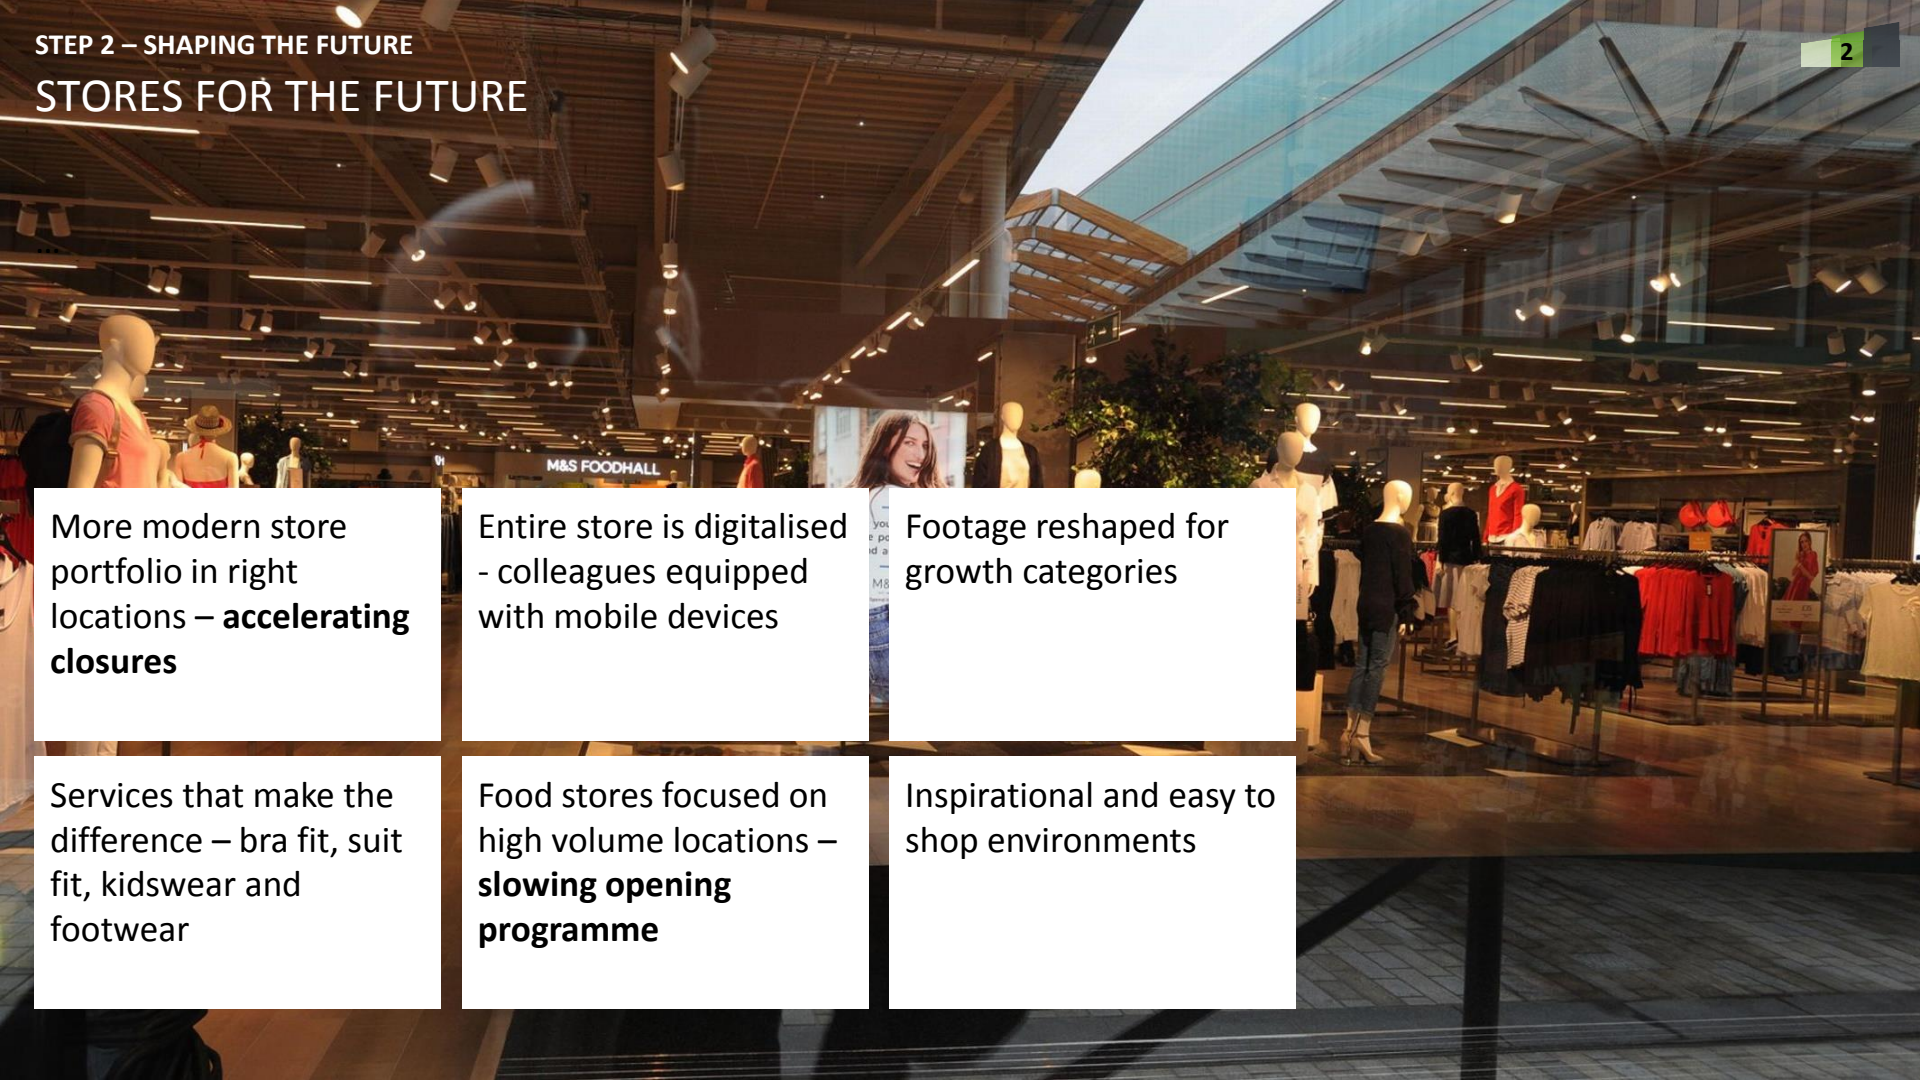 STEP 2 – SHAPING THE FUTURE
STORES FOR THE FUTURE
2
M&S FOODHALL
More modern store
portfolio in right
locations – accelerating
closures
Entire store is digitalised
- colleagues equipped
with mobile devices
Footage reshaped for
growth categories
Services that make the
difference – bra fit, suit
fit, kidswear and
footwear
Food stores focused on
high volume locations –
slowing opening
programme
Inspirational and easy to
shop environments